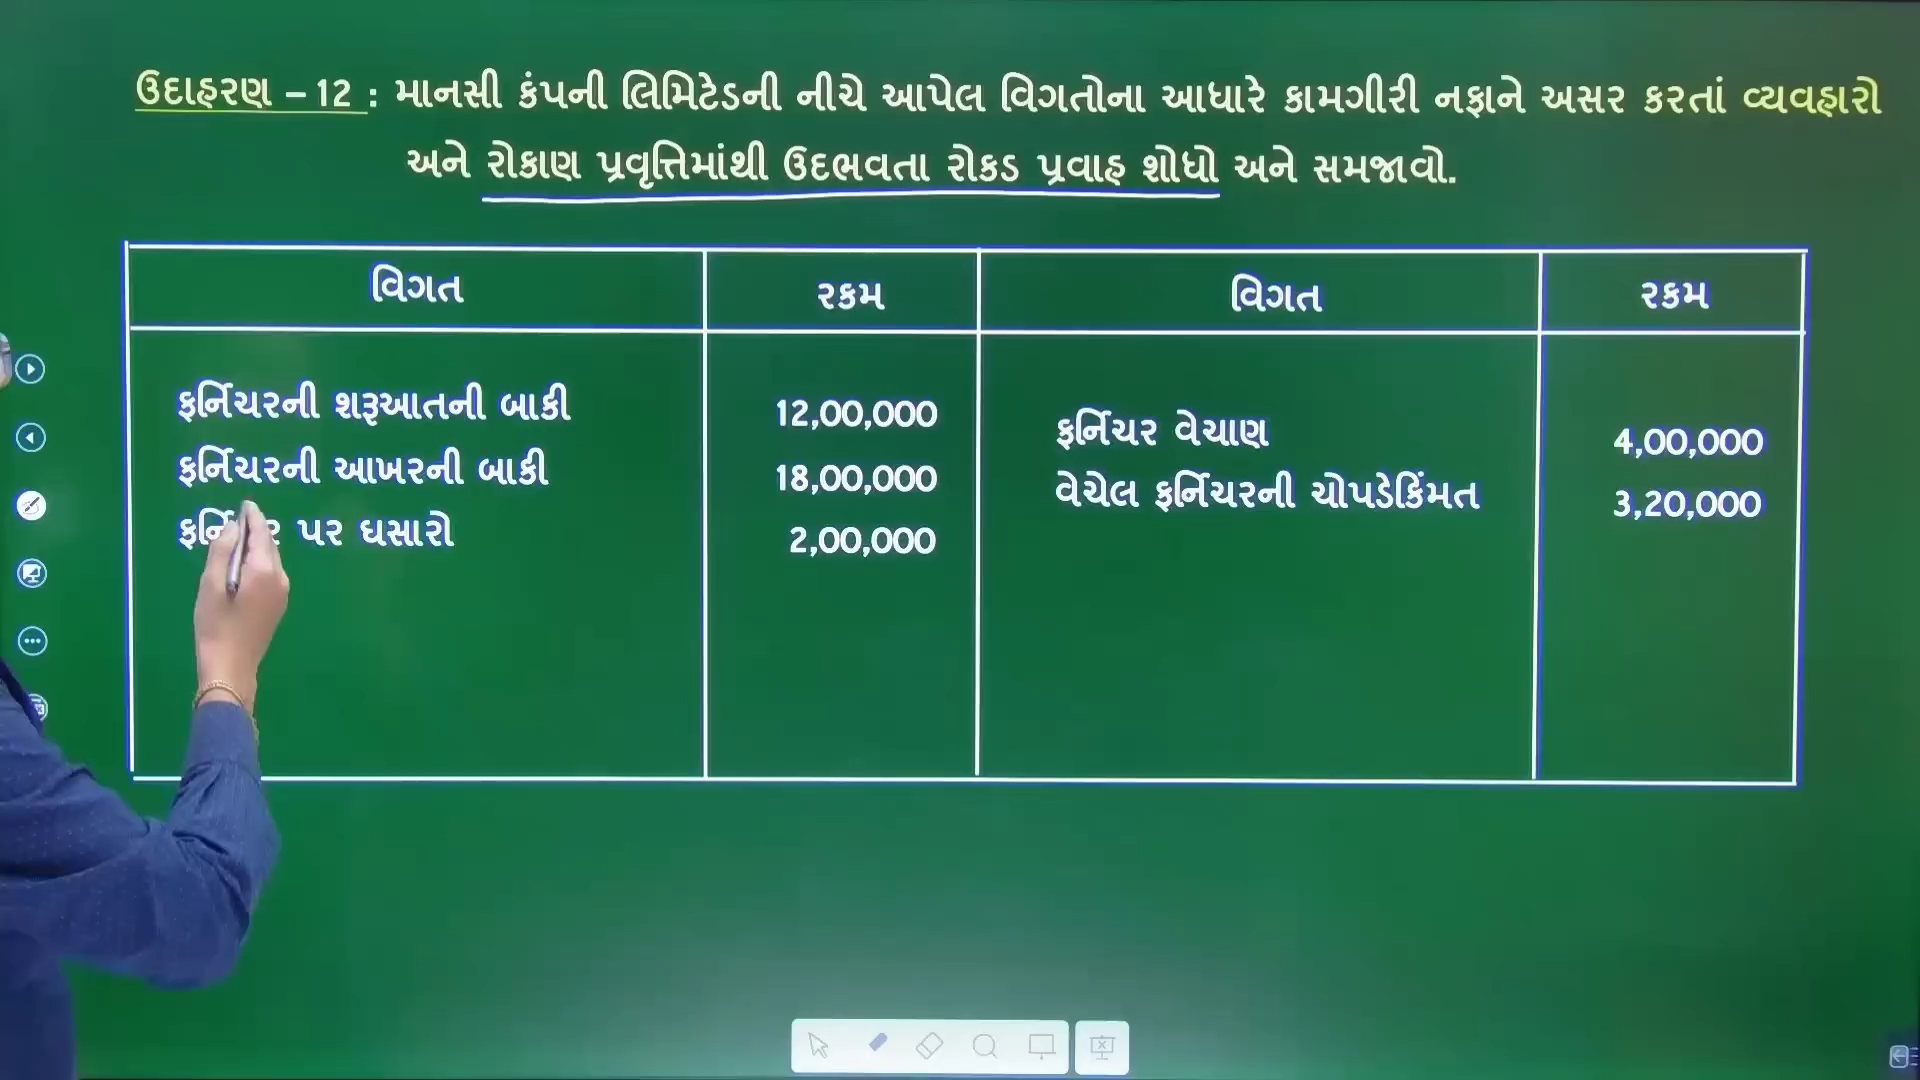 ઉદાહરણ – 12 : માનસી કંપની લિમિટેડની નીચે આપેલ વિગતોના આધારે કામગીરી નફાને અસર કરતાં વ્યવહારો
અને રોકાણ પ્રવૃત્તિમાંથી ઉદભવતા રોકડ પ્રવાહ શોધો અને સમજાવો.
વિગત રકમ વિગત રકમ
ફર્નિચરની શરૂઆતની બાકી 12,00,000
ફર્નિચરની આખરની બાકી 18,00,000
પર ઘસારો 2,00,000
ફર્નિચર વેચાણ 4,00,000
વેચેલ ફર્નિચરની ચોપડેકિંમત 3,20,000